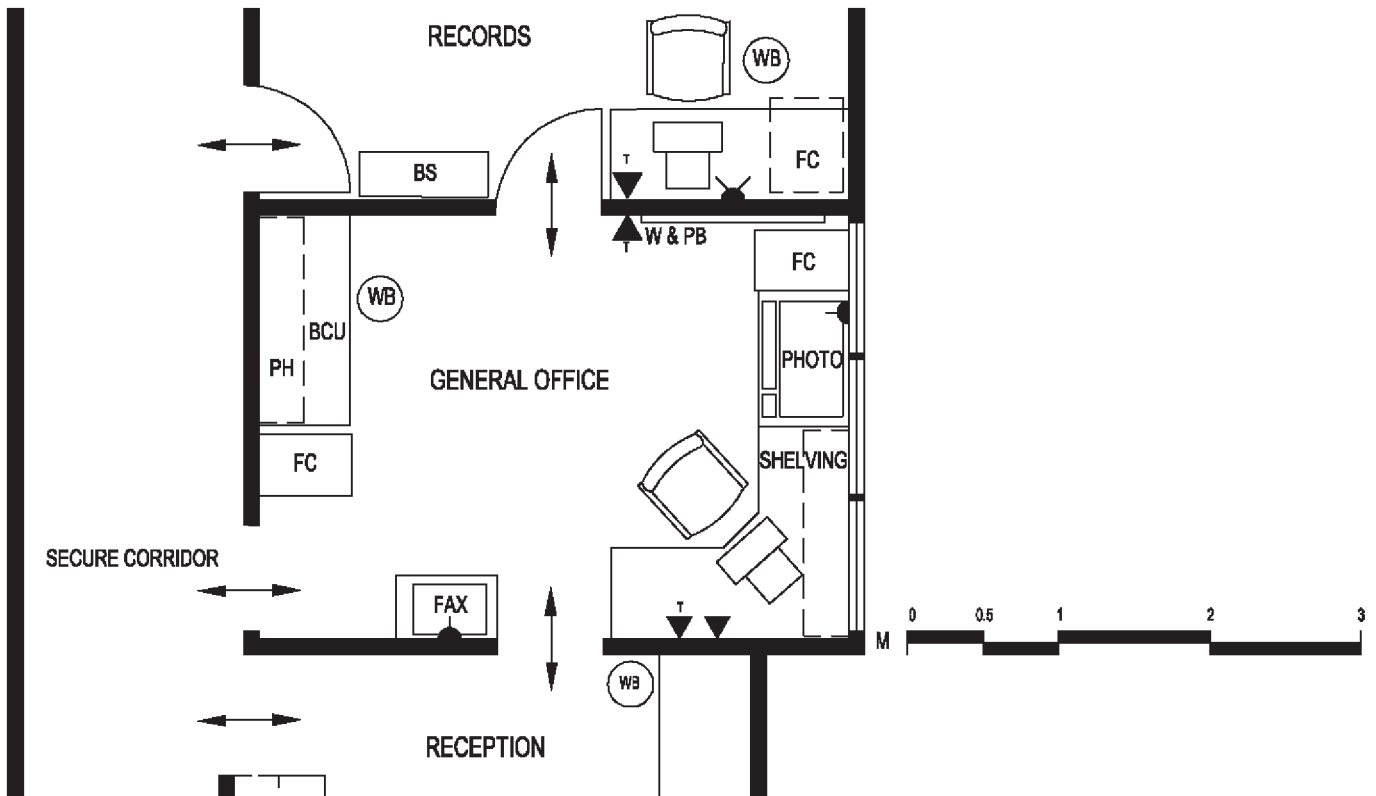 RECORDS
WB
BS
T
FC
T
W & PB
FC
WB
BCU
PH
PHOTO
GENERAL OFFICE
FC
SHELVING
SECURE CORRIDOR
FAX
T
0 0.5 1 2 3
M
WB
RECEPTION